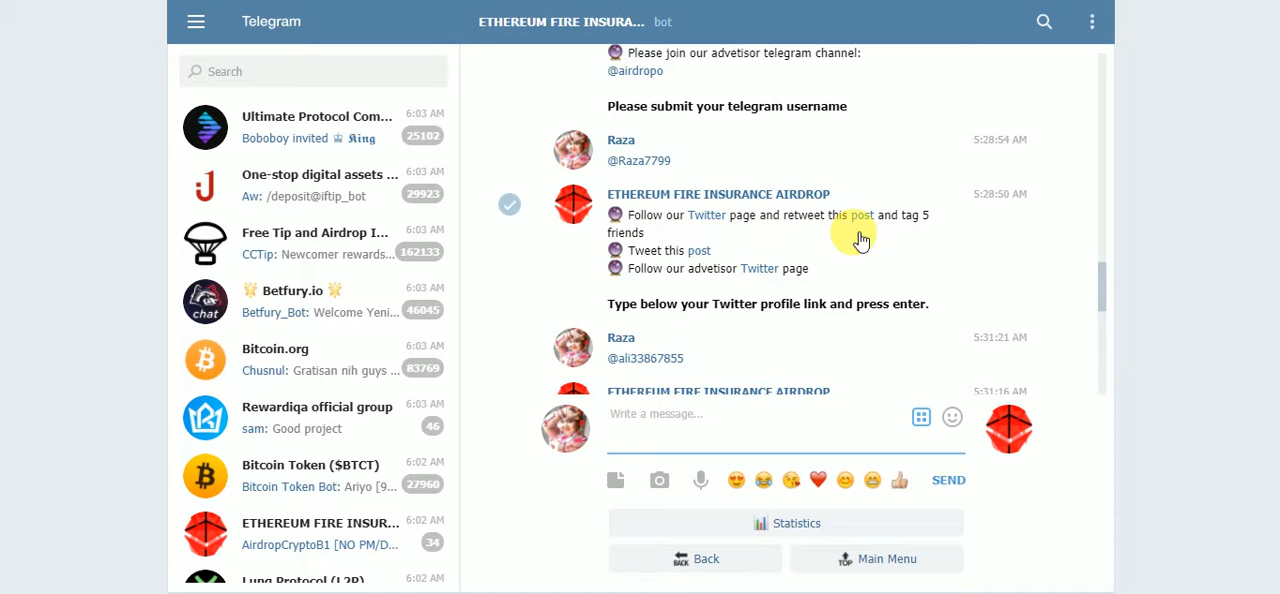 Telegram
ETHEREUM FIRE INSURA... bot
Search
Ultimate Protocol Com... 6:03 AM
Boboboy invited ♔ 𝕶𝖎𝖓𝖌 25102
One-stop digital assets ... 6:03 AM
Aw: /deposit@iftip_bot 29923
Free Tip and Airdrop I... 6:03 AM
CCTip: Newcomer rewards... 162133
🌟 Betfury.io 🌟 6:03 AM
chat
Betfury_Bot: Welcome Yeni... 46045
Bitcoin.org 6:03 AM
Chusnul: Gratisan nih guys ... 83769
Rewardiqa official group 6:03 AM
sam: Good project 46
Bitcoin Token ($BTCT) 6:02 AM
Bitcoin Token Bot: Ariyo [9... 27960
ETHEREUM FIRE INSUR... 6:02 AM
AirdropCryptoB1 [NO PM/D... 34
Lung Protocol (L2P) 6:02 AM
🔮 Please join our advetisor telegram channel:
@airdropo
Please submit your telegram username
Raza 5:28:54 AM
@Raza7799
ETHEREUM FIRE INSURANCE AIRDROP 5:28:50 AM
🔮 Follow our Twitter page and retweet this post and tag 5
friends
🔮 Tweet this post
🔮 Follow our advetisor Twitter page
Type below your Twitter profile link and press enter.
Raza 5:31:21 AM
@ali33867855
ETHEREUM FIRE INSURANCE AIRDROP 5:31:16 AM
Write a message...
😍 😂 😘 ❤ 😊 😁 👍 SEND
📊 Statistics
🔙 Back
🔝 Main Menu